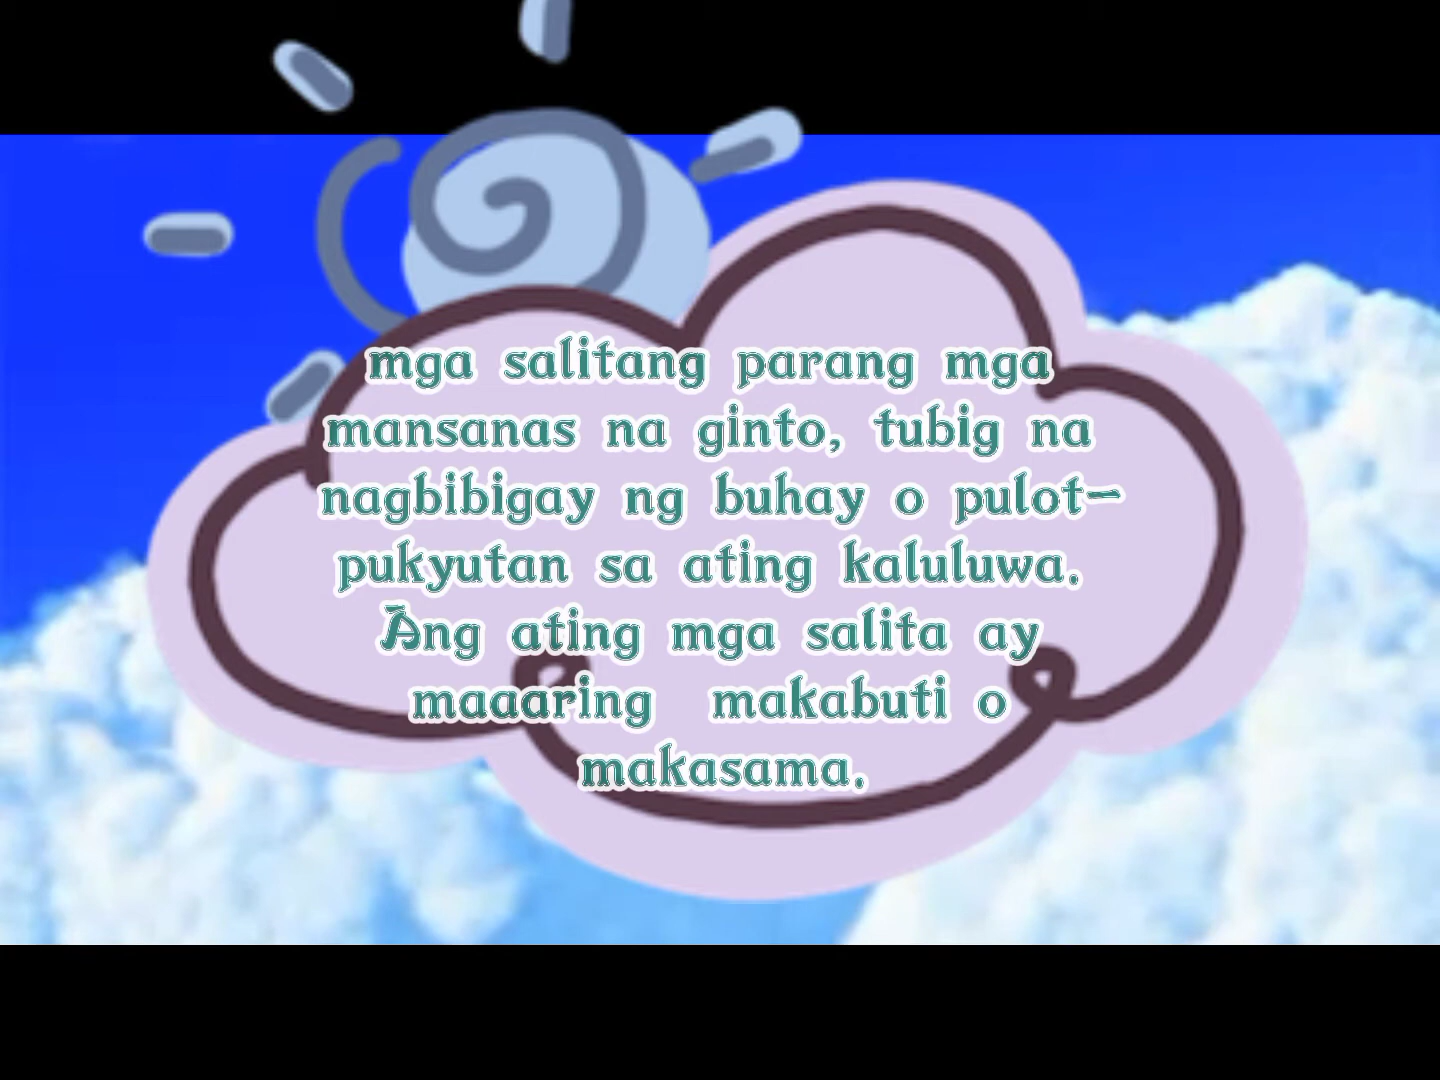 mga salitang parang mga
mansanas na ginto, tubig na
nagbibigay ng buhay o pulot-
pukyutan sa ating kaluluwa.
Ang ating mga salita ay
maaaring makabuti o
makasama.